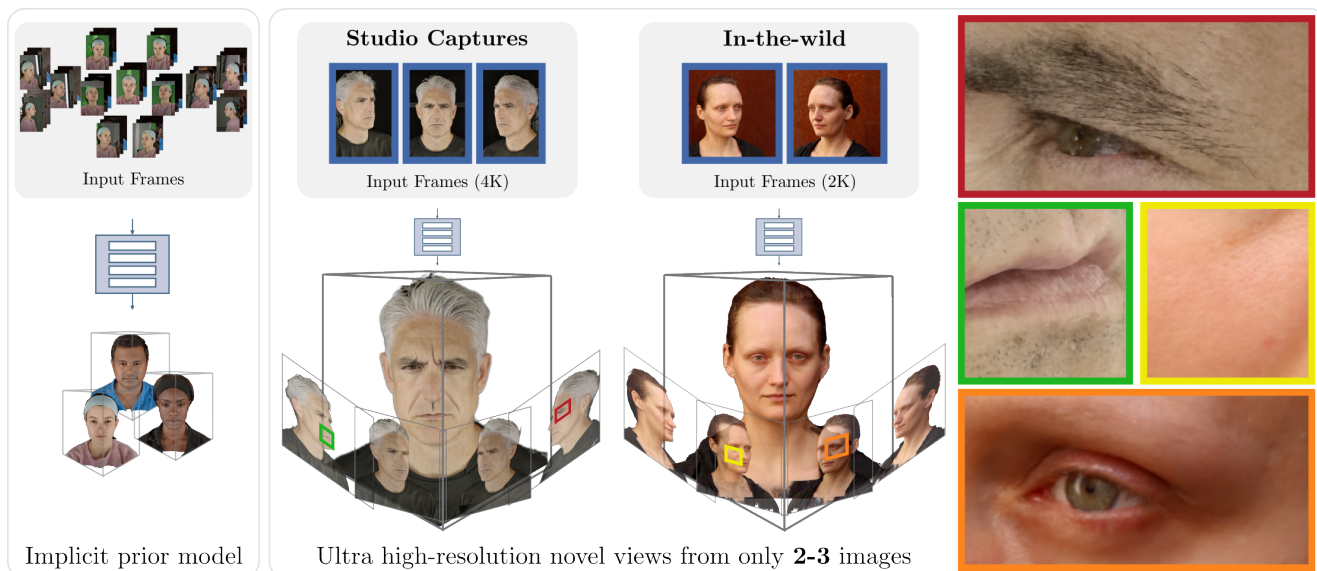 Input Frames
Implicit prior model
Studio Captures
Input Frames (4K)
In-the-wild
Input Frames (2K)
Ultra high-resolution novel views from only 2-3 images